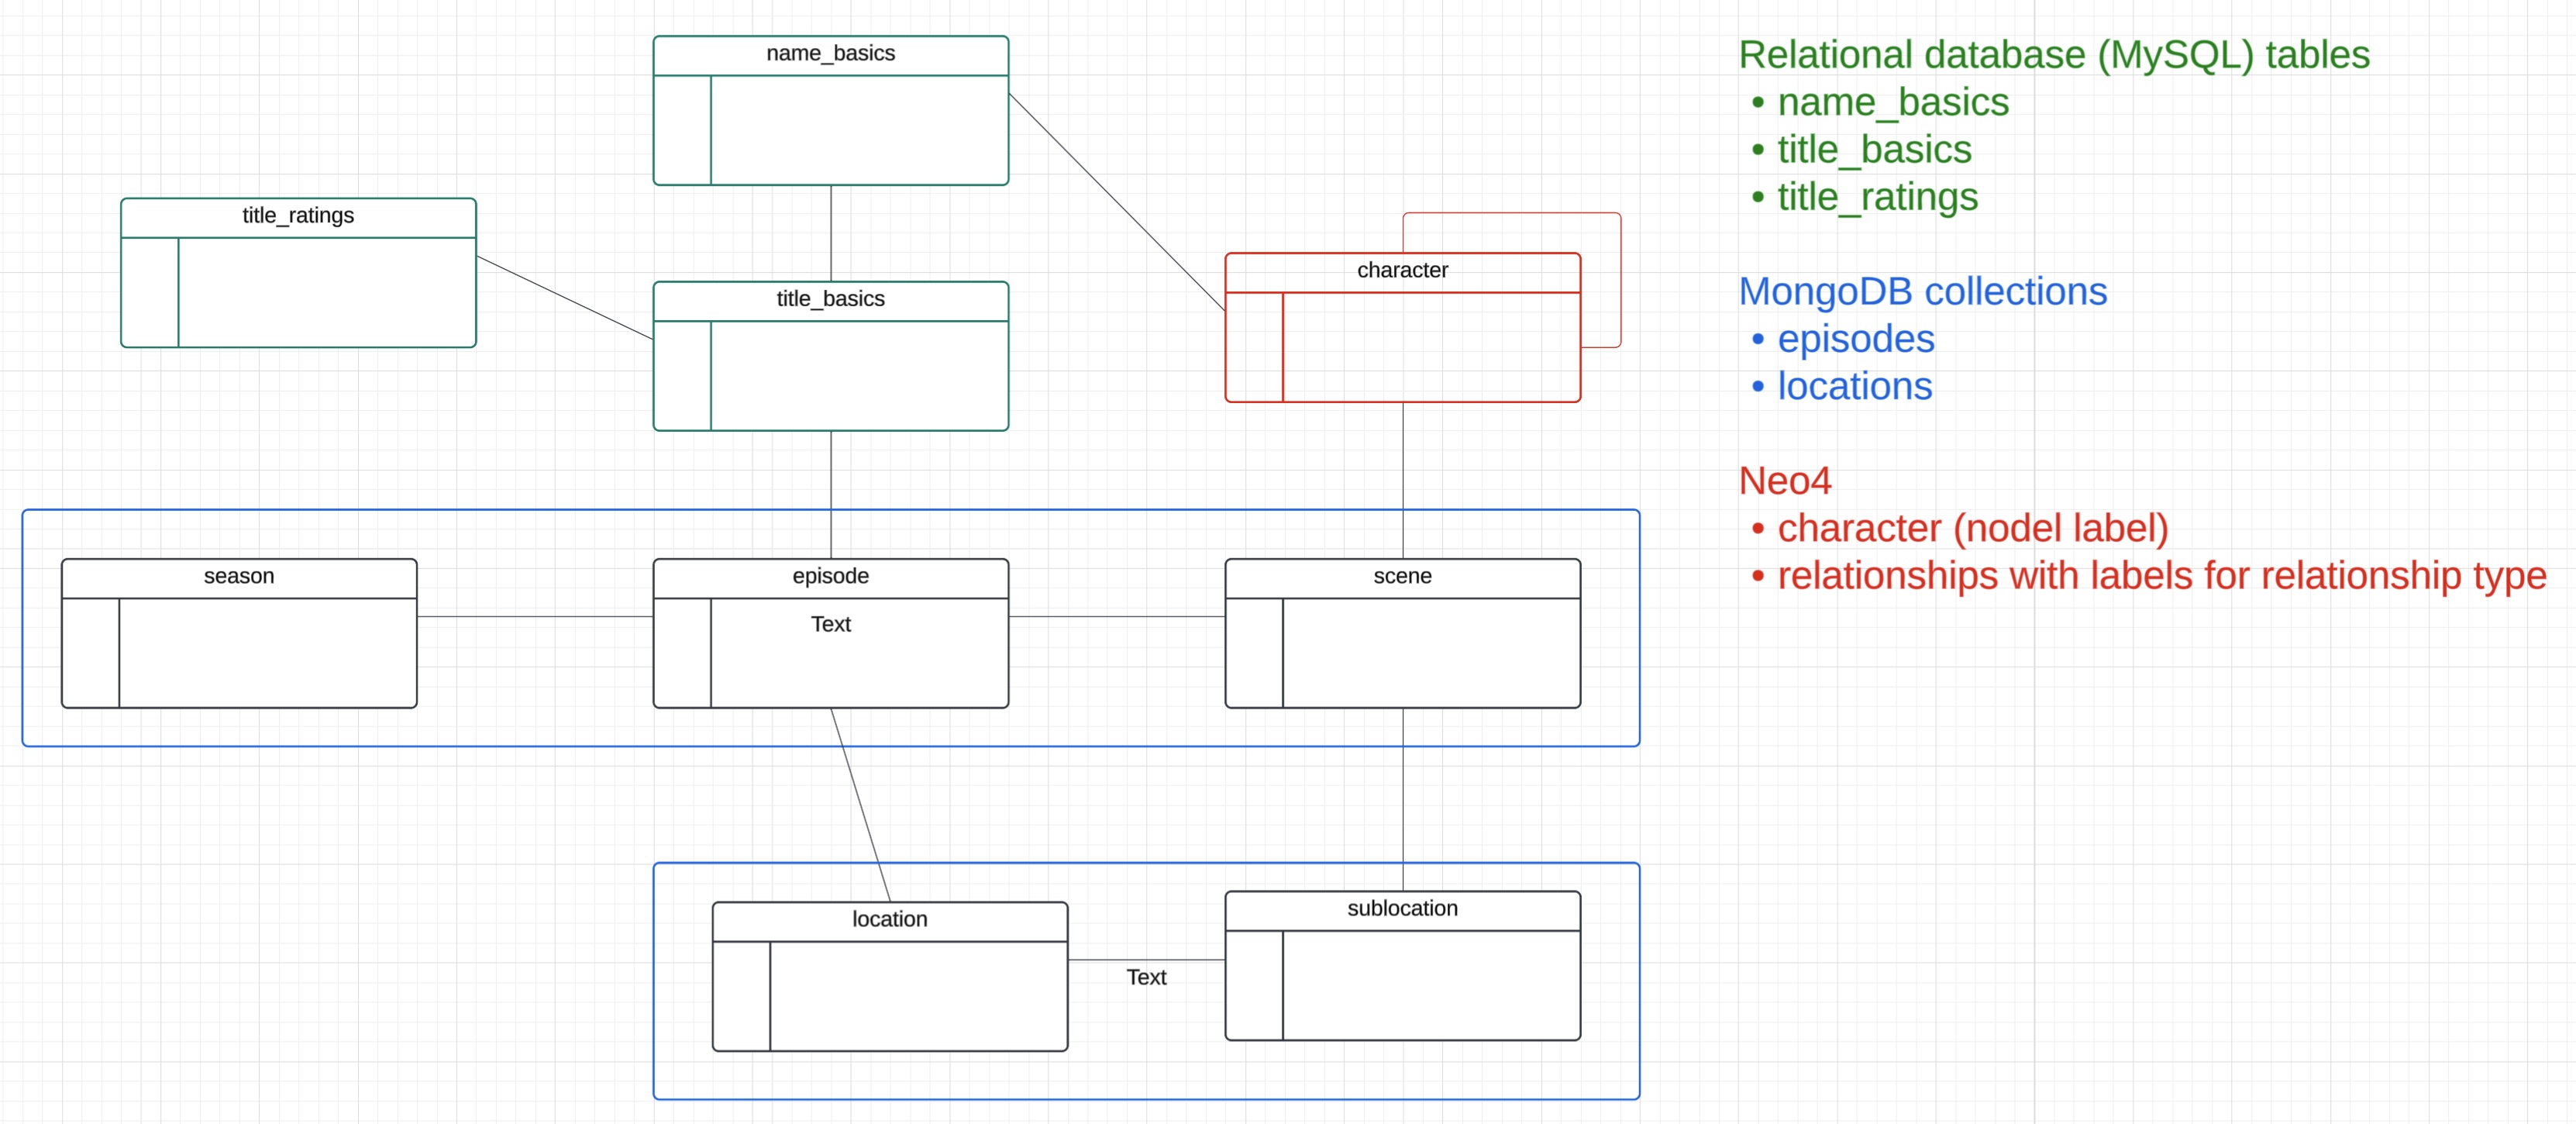 name_basics
title_ratings
title_basics
character
season
episode
Text
scene
location
sublocation
Text
Relational database (MySQL) tables
• name_basics
• title_basics
• title_ratings
MongoDB collections
• episodes
• locations
Neo4
• character (nodel label)
• relationships with labels for relationship type